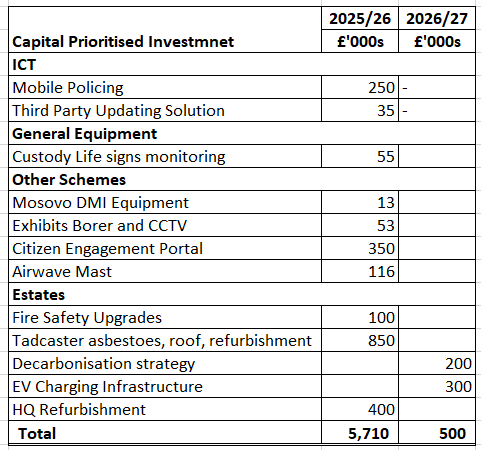 2025/26 2026/27
Capital Prioritised Investmnet £'000s £'000s
ICT
Mobile Policing 250 -
Third Party Updating Solution 35 -
General Equipment
Custody Life signs monitoring 55
Other Schemes
Mosovo DMI Equipment 13
Exhibits Borer and CCTV 53
Citizen Engagement Portal 350
Airwave Mast 116
Estates
Fire Safety Upgrades 100
Tadcaster asbestoes, roof, refurbishment 850
Decarbonisation strategy 200
EV Charging Infrastructure 300
HQ Refurbishment 400
Total 5,710 500